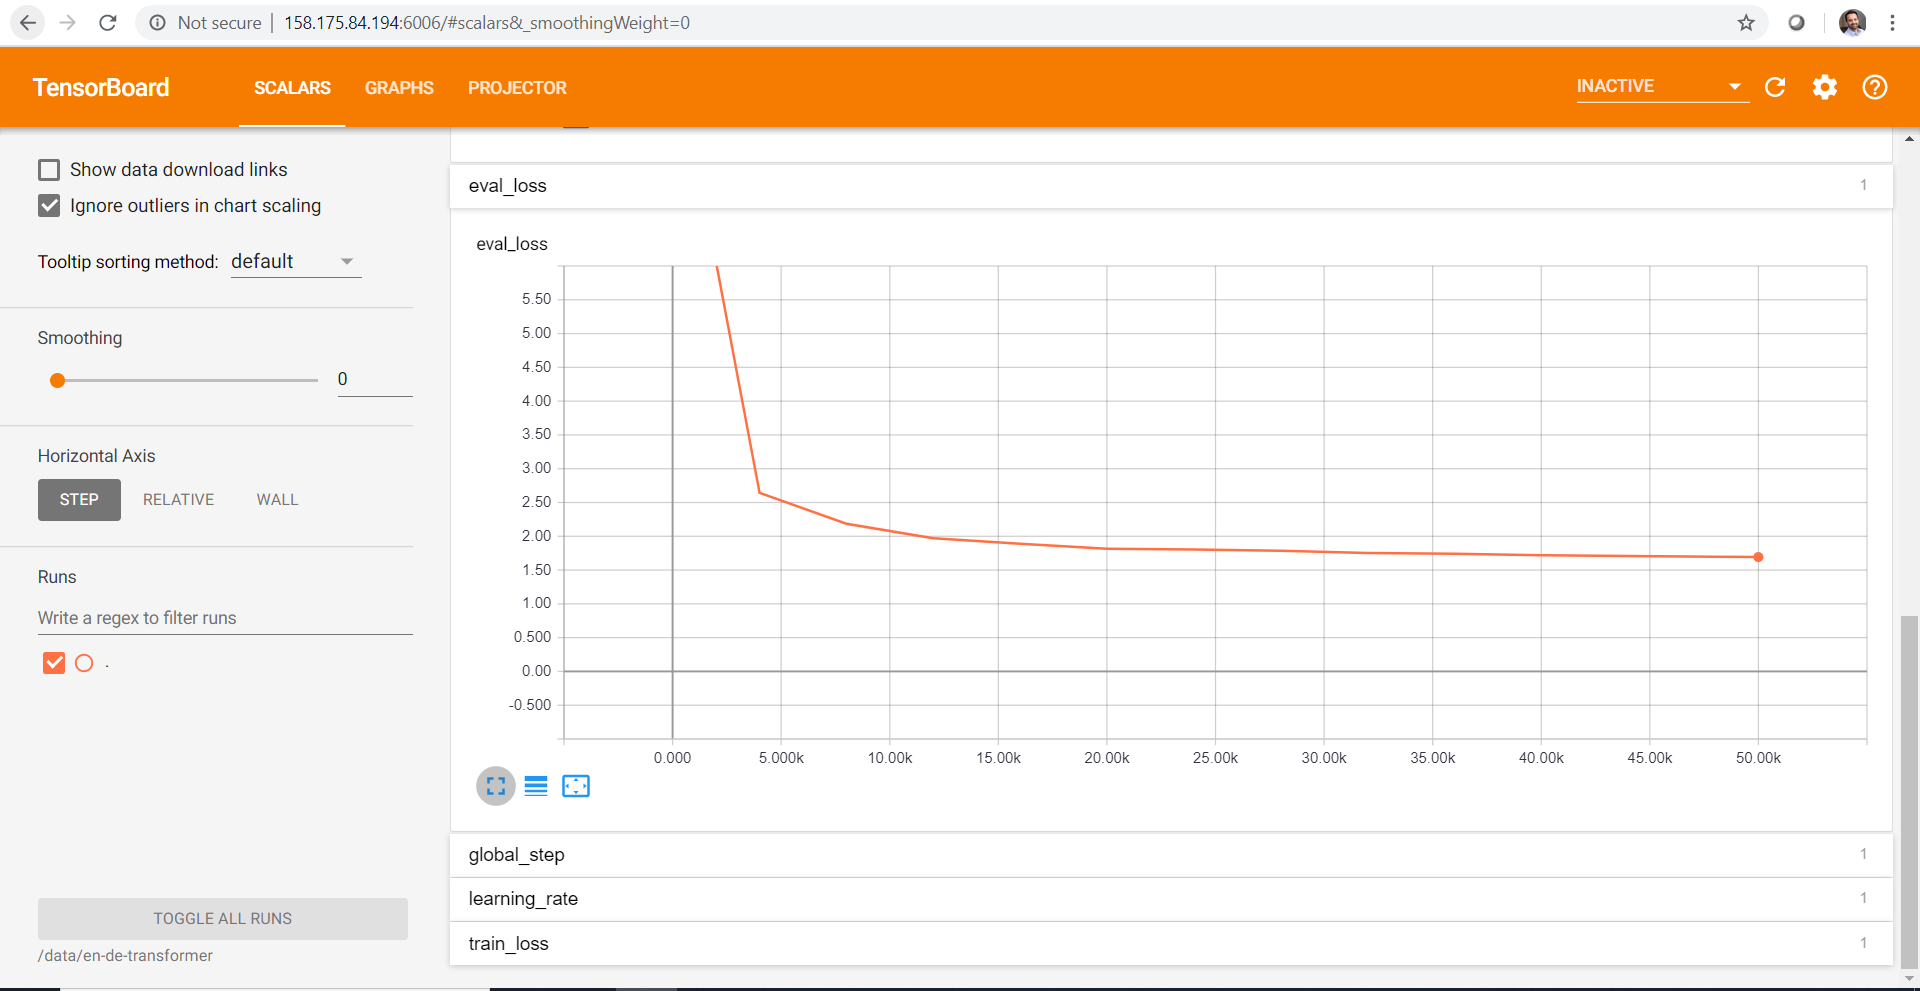 Not secure | 158.175.84.194:6006/#scalars&_smoothingWeight=0
TensorBoard SCALARS GRAPHS PROJECTOR INACTIVE
Show data download links
Ignore outliers in chart scaling
Tooltip sorting method: default
Smoothing
0
Horizontal Axis
STEP RELATIVE WALL
Runs
Write a regex to filter runs
.
TOGGLE ALL RUNS
/data/en-de-transformer
eval_loss 1
eval_loss
5.50
5.00
4.50
4.00
3.50
3.00
2.50
2.00
1.50
1.00
0.500
0.00
-0.500
0.000 5.000k 10.00k 15.00k 20.00k 25.00k 30.00k 35.00k 40.00k 45.00k 50.00k
global_step 1
learning_rate 1
train_loss 1